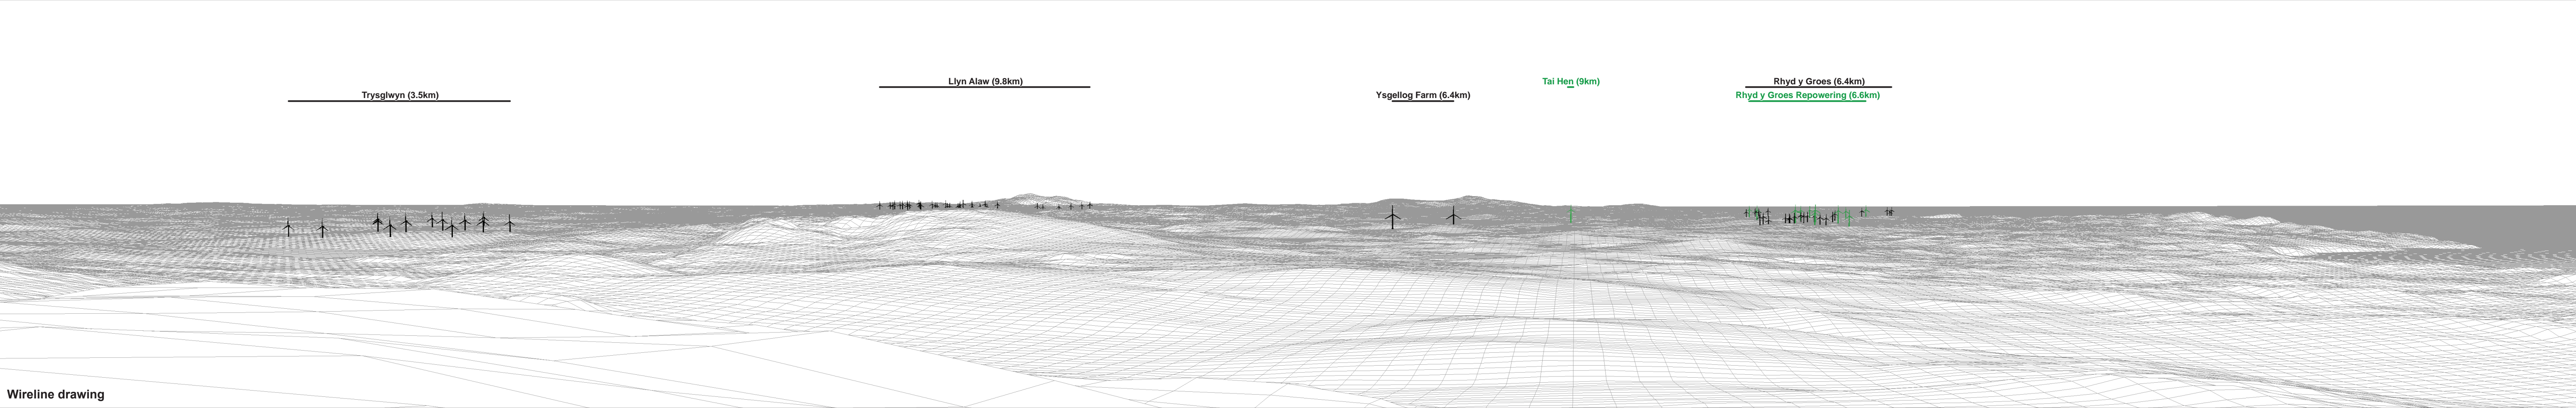 Trysglwyn (3.5km)
Llyn Alaw (9.8km)
Ysgellog Farm (6.4km)
Tai Hen (9km)
Rhyd y Groes (6.4km)
Rhyd y Groes Repowering (6.6km)
Wireline drawing